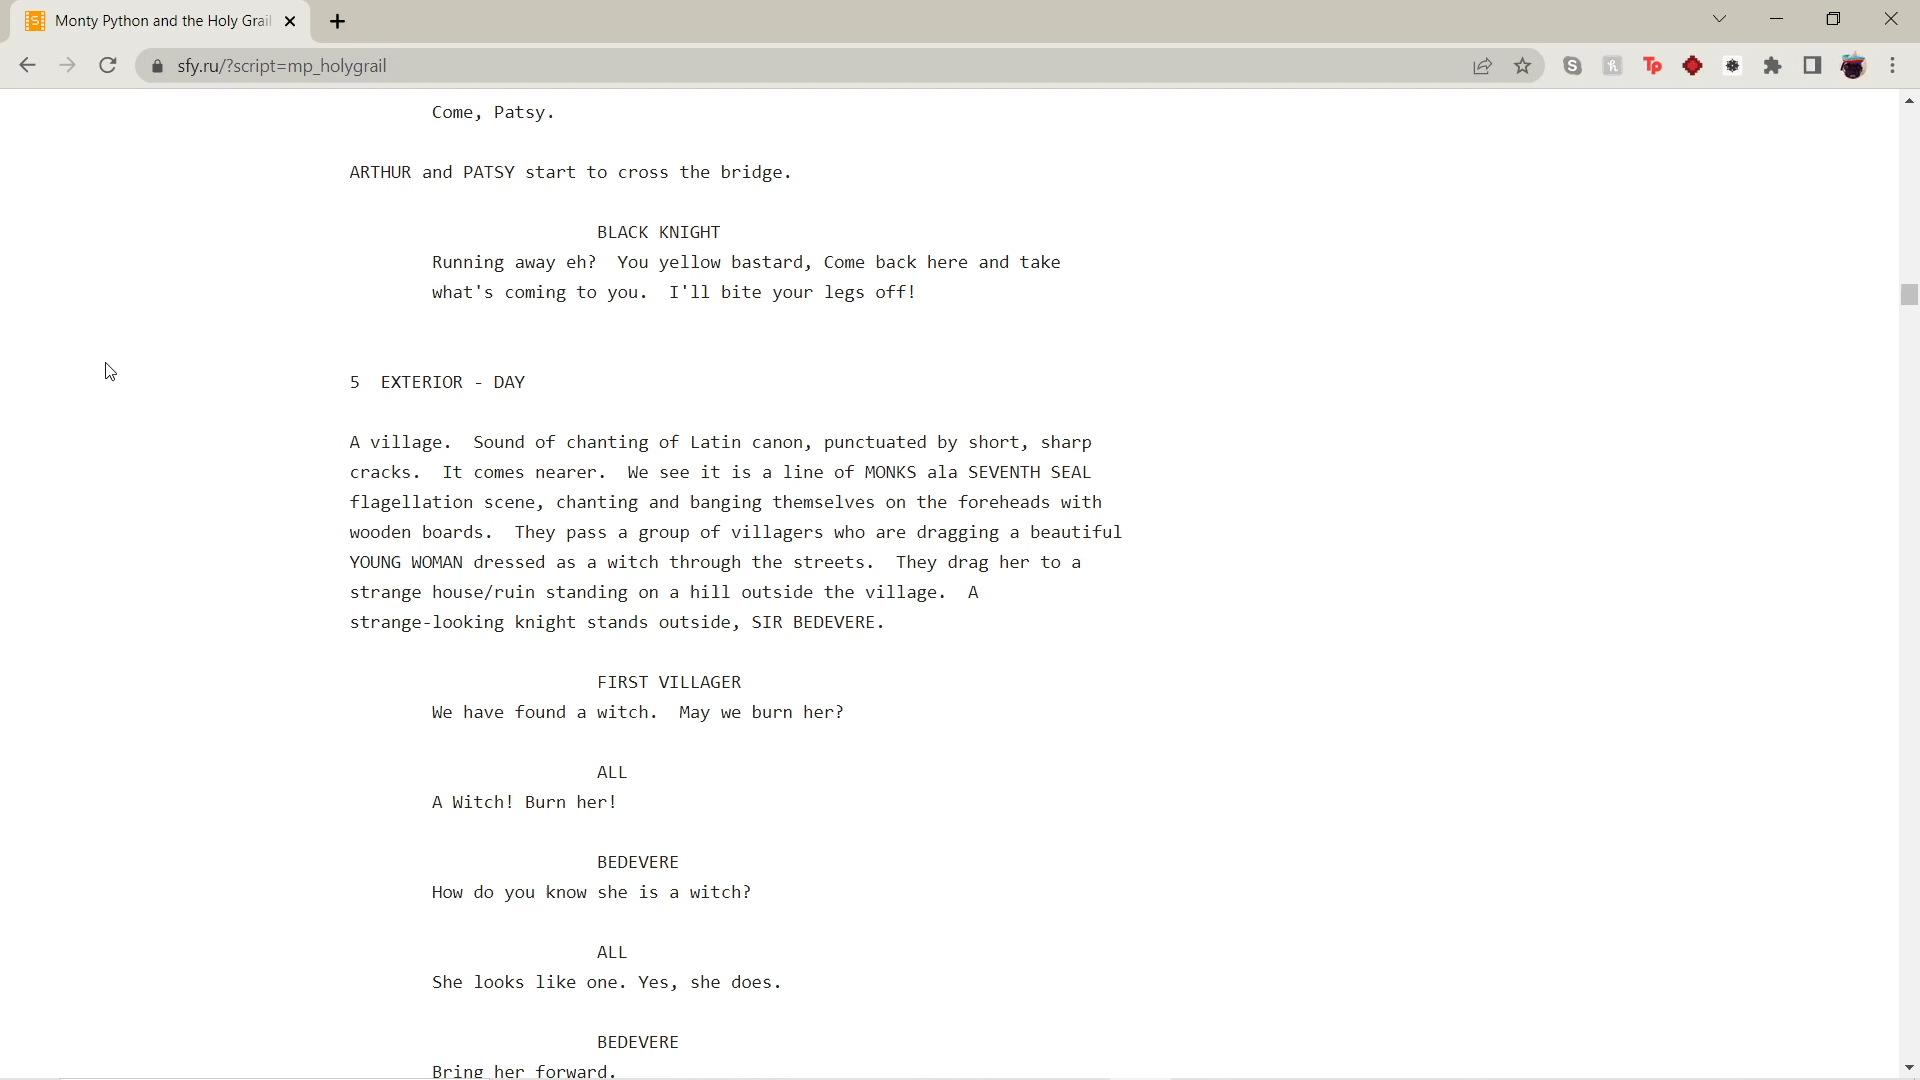 Monty Python and the Holy Grail
sfy.ru/?script=mp_holygrail
Come, Patsy.
ARTHUR and PATSY start to cross the bridge.
BLACK KNIGHT
Running away eh?  You yellow bastard, Come back here and take
what's coming to you.  I'll bite your legs off!
5  EXTERIOR - DAY
A village.  Sound of chanting of Latin canon, punctuated by short, sharp
cracks.  It comes nearer.  We see it is a line of MONKS ala SEVENTH SEAL
flagellation scene, chanting and banging themselves on the foreheads with
wooden boards.  They pass a group of villagers who are dragging a beautiful
YOUNG WOMAN dressed as a witch through the streets.  They drag her to a
strange house/ruin standing on a hill outside the village.  A
strange-looking knight stands outside, SIR BEDEVERE.
FIRST VILLAGER
We have found a witch.  May we burn her?
ALL
A Witch! Burn her!
BEDEVERE
How do you know she is a witch?
ALL
She looks like one. Yes, she does.
BEDEVERE
Bring her forward.